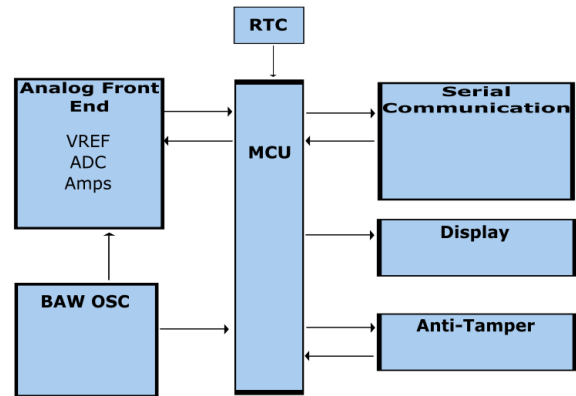 RTC
Analog Front
End
VREF
ADC
Amps
MCU
Serial
Communication
Display
BAW OSC
Anti-Tamper